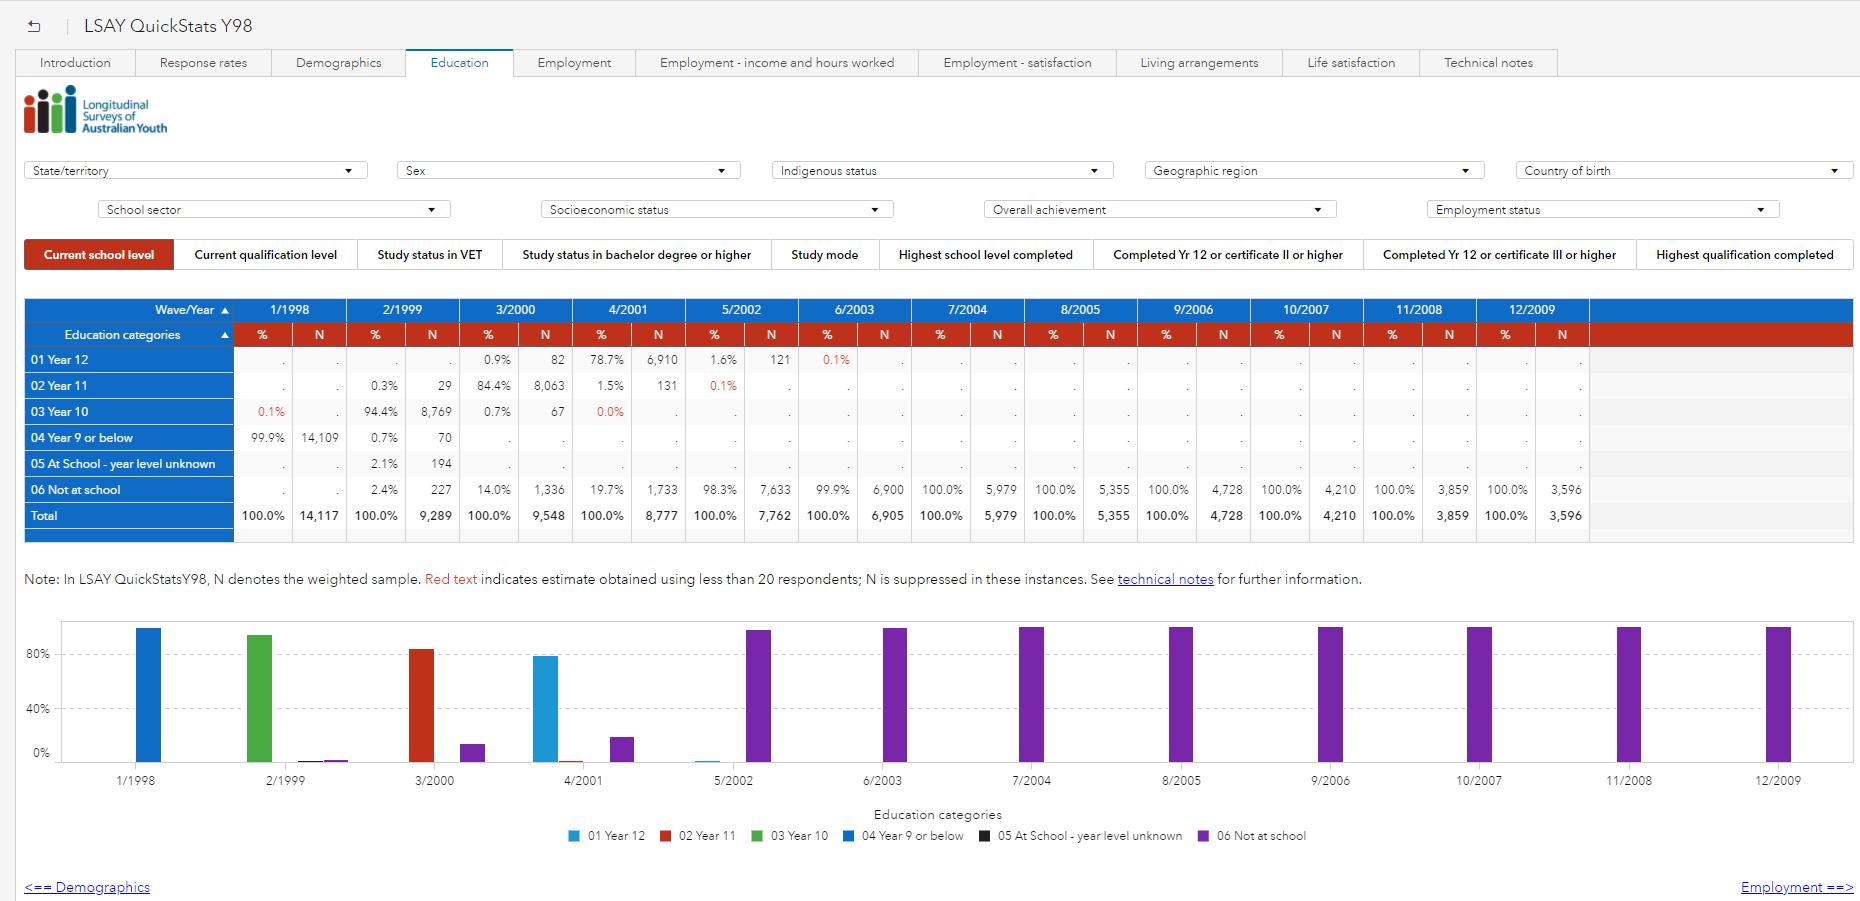 LSAY QuickStats Y98
Introduction Response rates Demographics Education Employment Employment - income and hours worked Employment - satisfaction Living arrangements Life satisfaction Technical notes
Longitudinal
Surveys of
Australian Youth
State/territory Sex Indigenous status Geographic region Country of birth
School sector Socioeconomic status Overall achievement Employment status
Current school level Current qualification level Study status in VET Study status in bachelor degree or higher Study mode Highest school level completed Completed Yr 12 or certificate II or higher Completed Yr 12 or certificate III or higher Highest qualification completed
Wave/Year 1/1998 2/1999 3/2000 4/2001 5/2002 6/2003 7/2004 8/2005 9/2006 10/2007 11/2008 12/2009
Education categories % N % N % N % N % N % N % N % N % N % N % N % N
01 Year 12 . . . . 0.9% 82 78.7% 6,910 1.6% 121 0.1% . . . . . . . . . . . . .
02 Year 11 . . 0.3% 29 84.4% 8,063 1.5% 131 0.1% . . . . . . . . . . . . . . .
03 Year 10 0.1% . 94.4% 8,769 0.7% 67 0.0% . . . . . . . . . . . . . . . . .
04 Year 9 or below 99.9% 14,109 0.7% 70 . . . . . . . . . . . . . . . . . . . .
05 At School - year level unknown . . 2.1% 194 . . . . . . . . . . . . . . . . . . . .
06 Not at school . . 2.4% 227 14.0% 1,336 19.7% 1,733 98.3% 7,633 99.9% 6,900 100.0% 5,979 100.0% 5,355 100.0% 4,728 100.0% 4,210 100.0% 3,859 100.0% 3,596
Total 100.0% 14,117 100.0% 9,289 100.0% 9,548 100.0% 8,777 100.0% 7,762 100.0% 6,905 100.0% 5,979 100.0% 5,355 100.0% 4,728 100.0% 4,210 100.0% 3,859 100.0% 3,596
Note: In LSAY QuickStatsY98, N denotes the weighted sample. Red text indicates estimate obtained using less than 20 respondents; N is suppressed in these instances. See technical notes for further information.
80%
40%
0%
1/1998 2/1999 3/2000 4/2001 5/2002 6/2003 7/2004 8/2005 9/2006 10/2007 11/2008 12/2009
Education categories
01 Year 12 02 Year 11 03 Year 10 04 Year 9 or below 05 At School - year level unknown 06 Not at school
<== Demographics Employment ==>